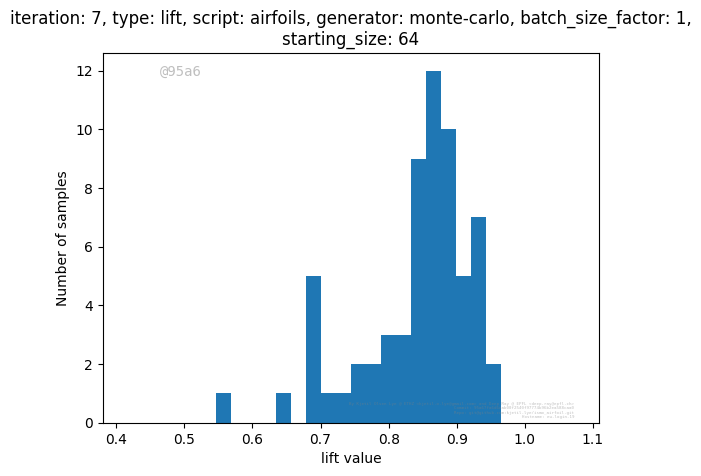 iteration: 7, type: lift, script: airfoils, generator: monte-carlo, batch_size_factor: 1,
starting_size: 64
@95a6
12
10
8
6
4
2
0
Number of samples
0.4 0.5 0.6 0.7 0.8 0.9 1.0 1.1
lift value